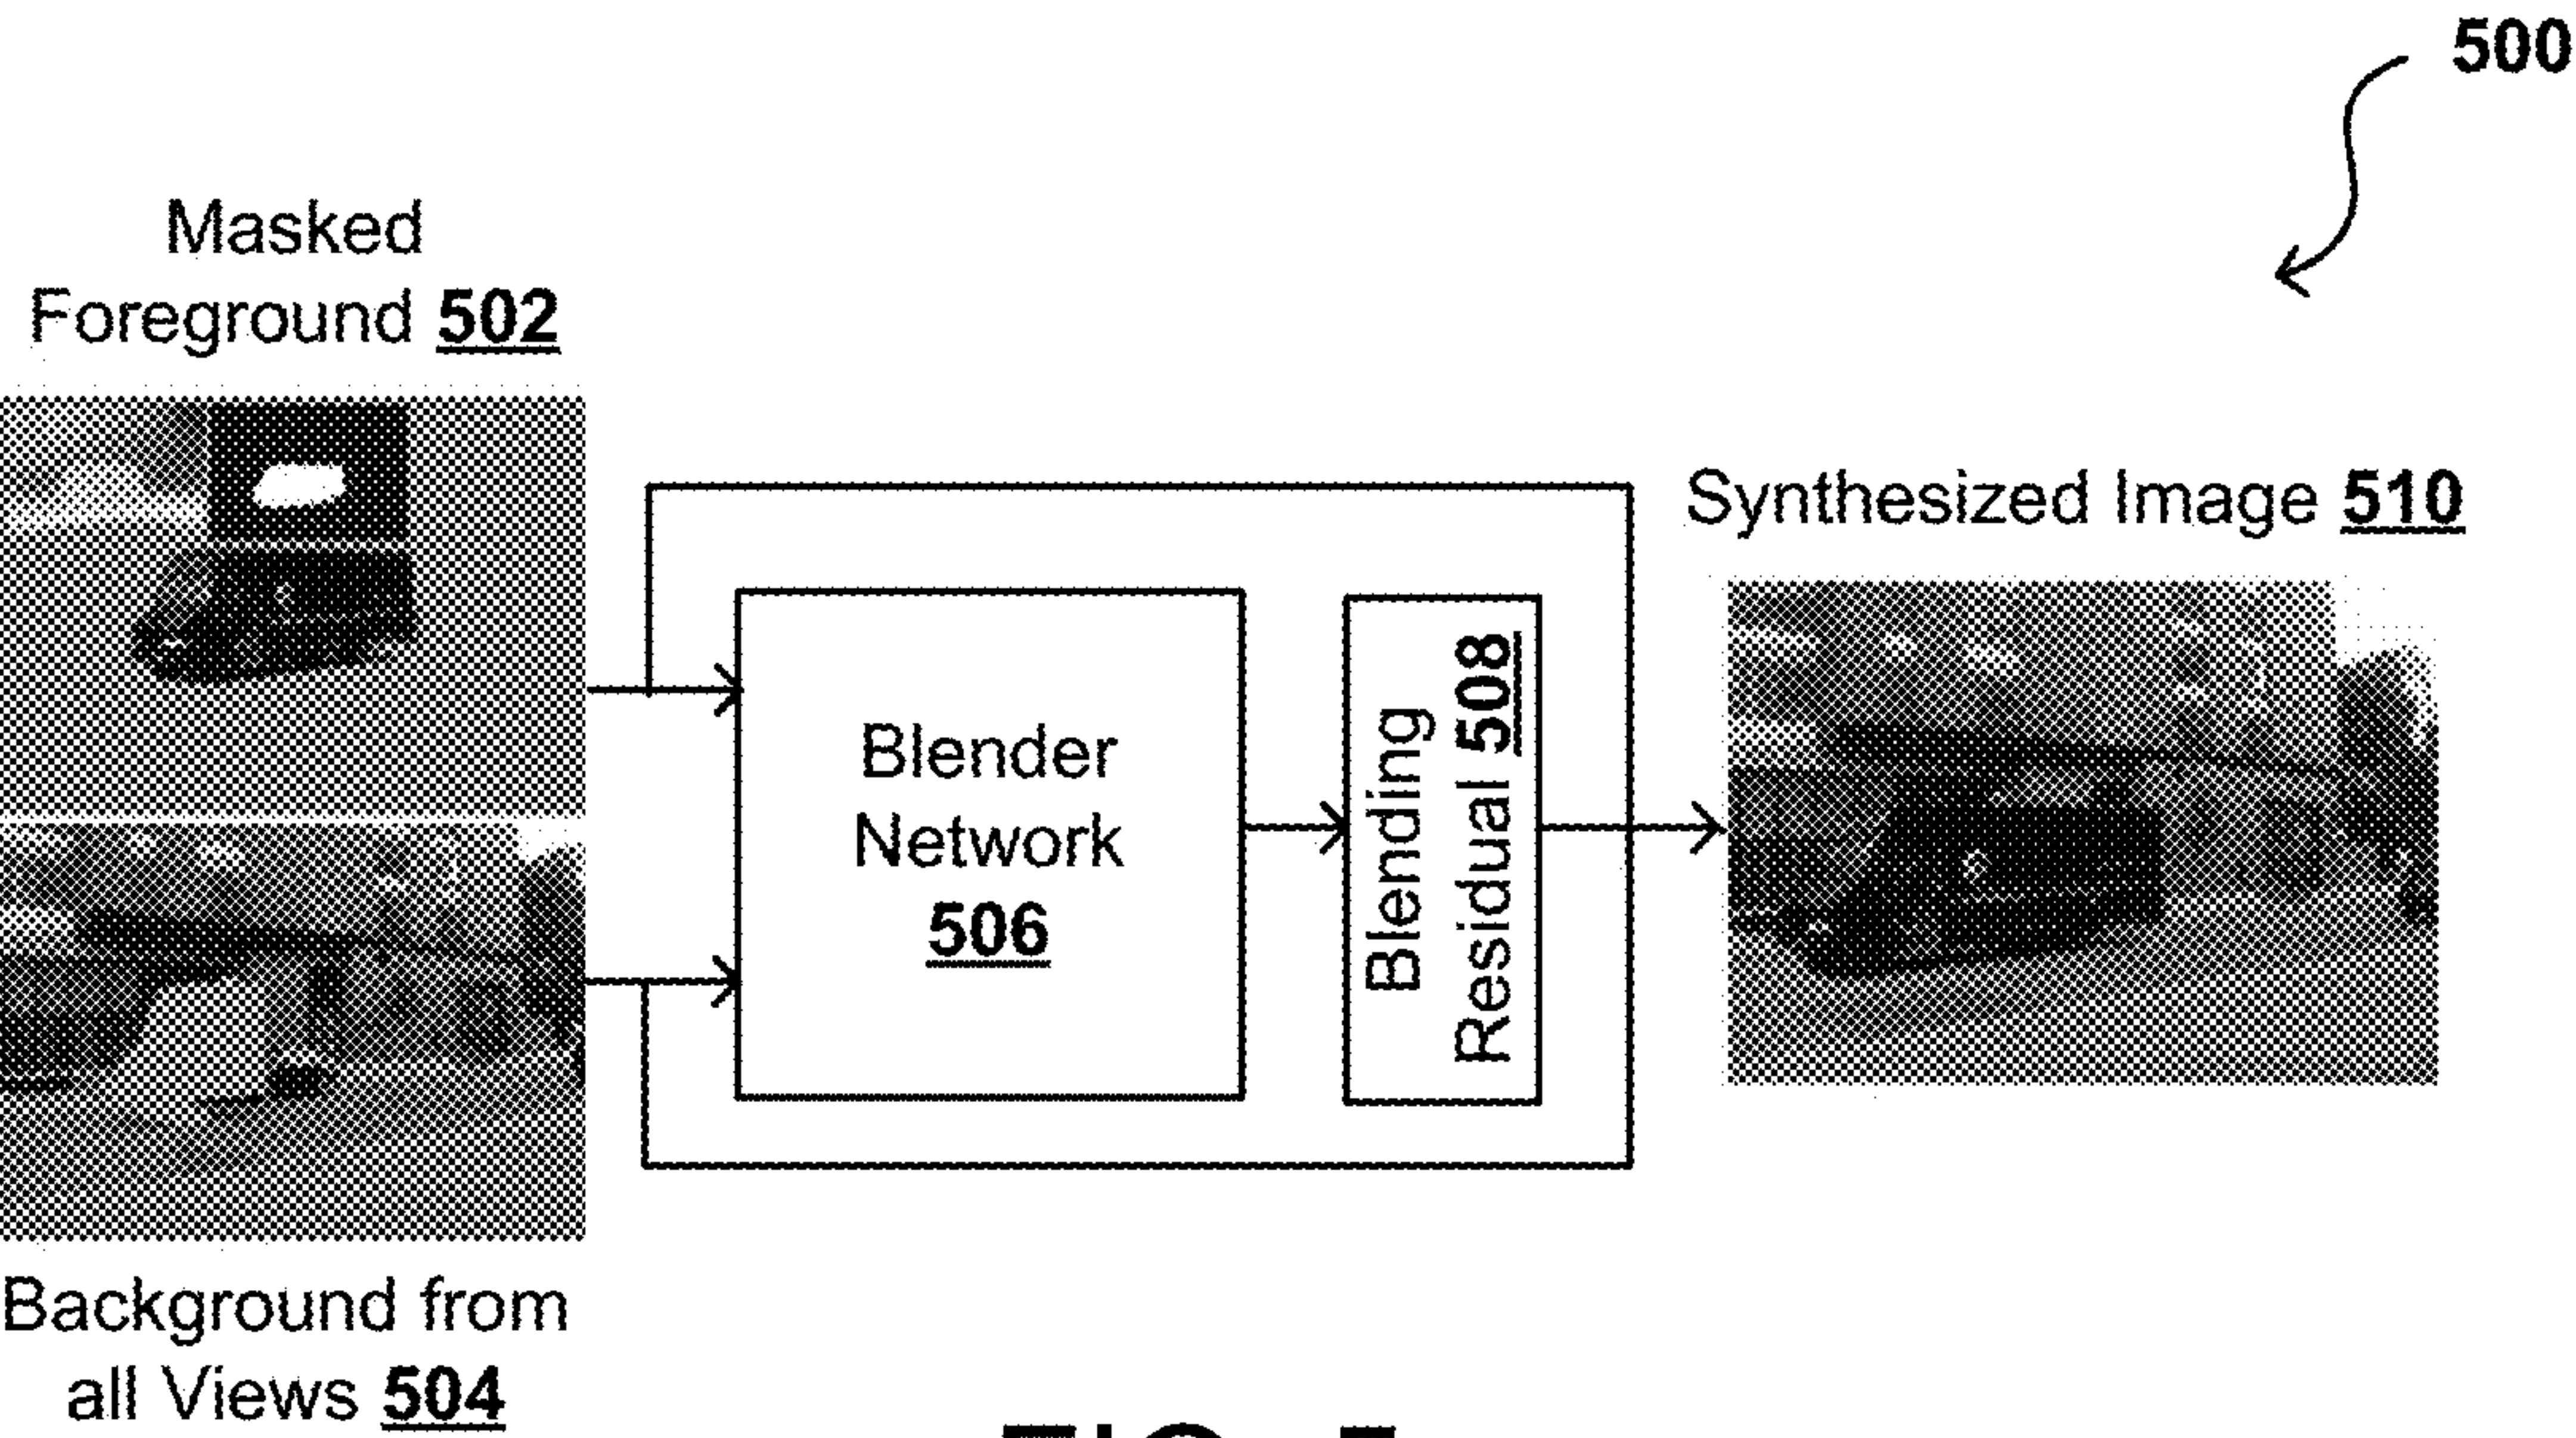 500
Masked
Foreground 502
Synthesized Image 510
Blender
Network
506
Blending
Residual 508
Background from
all Views 504